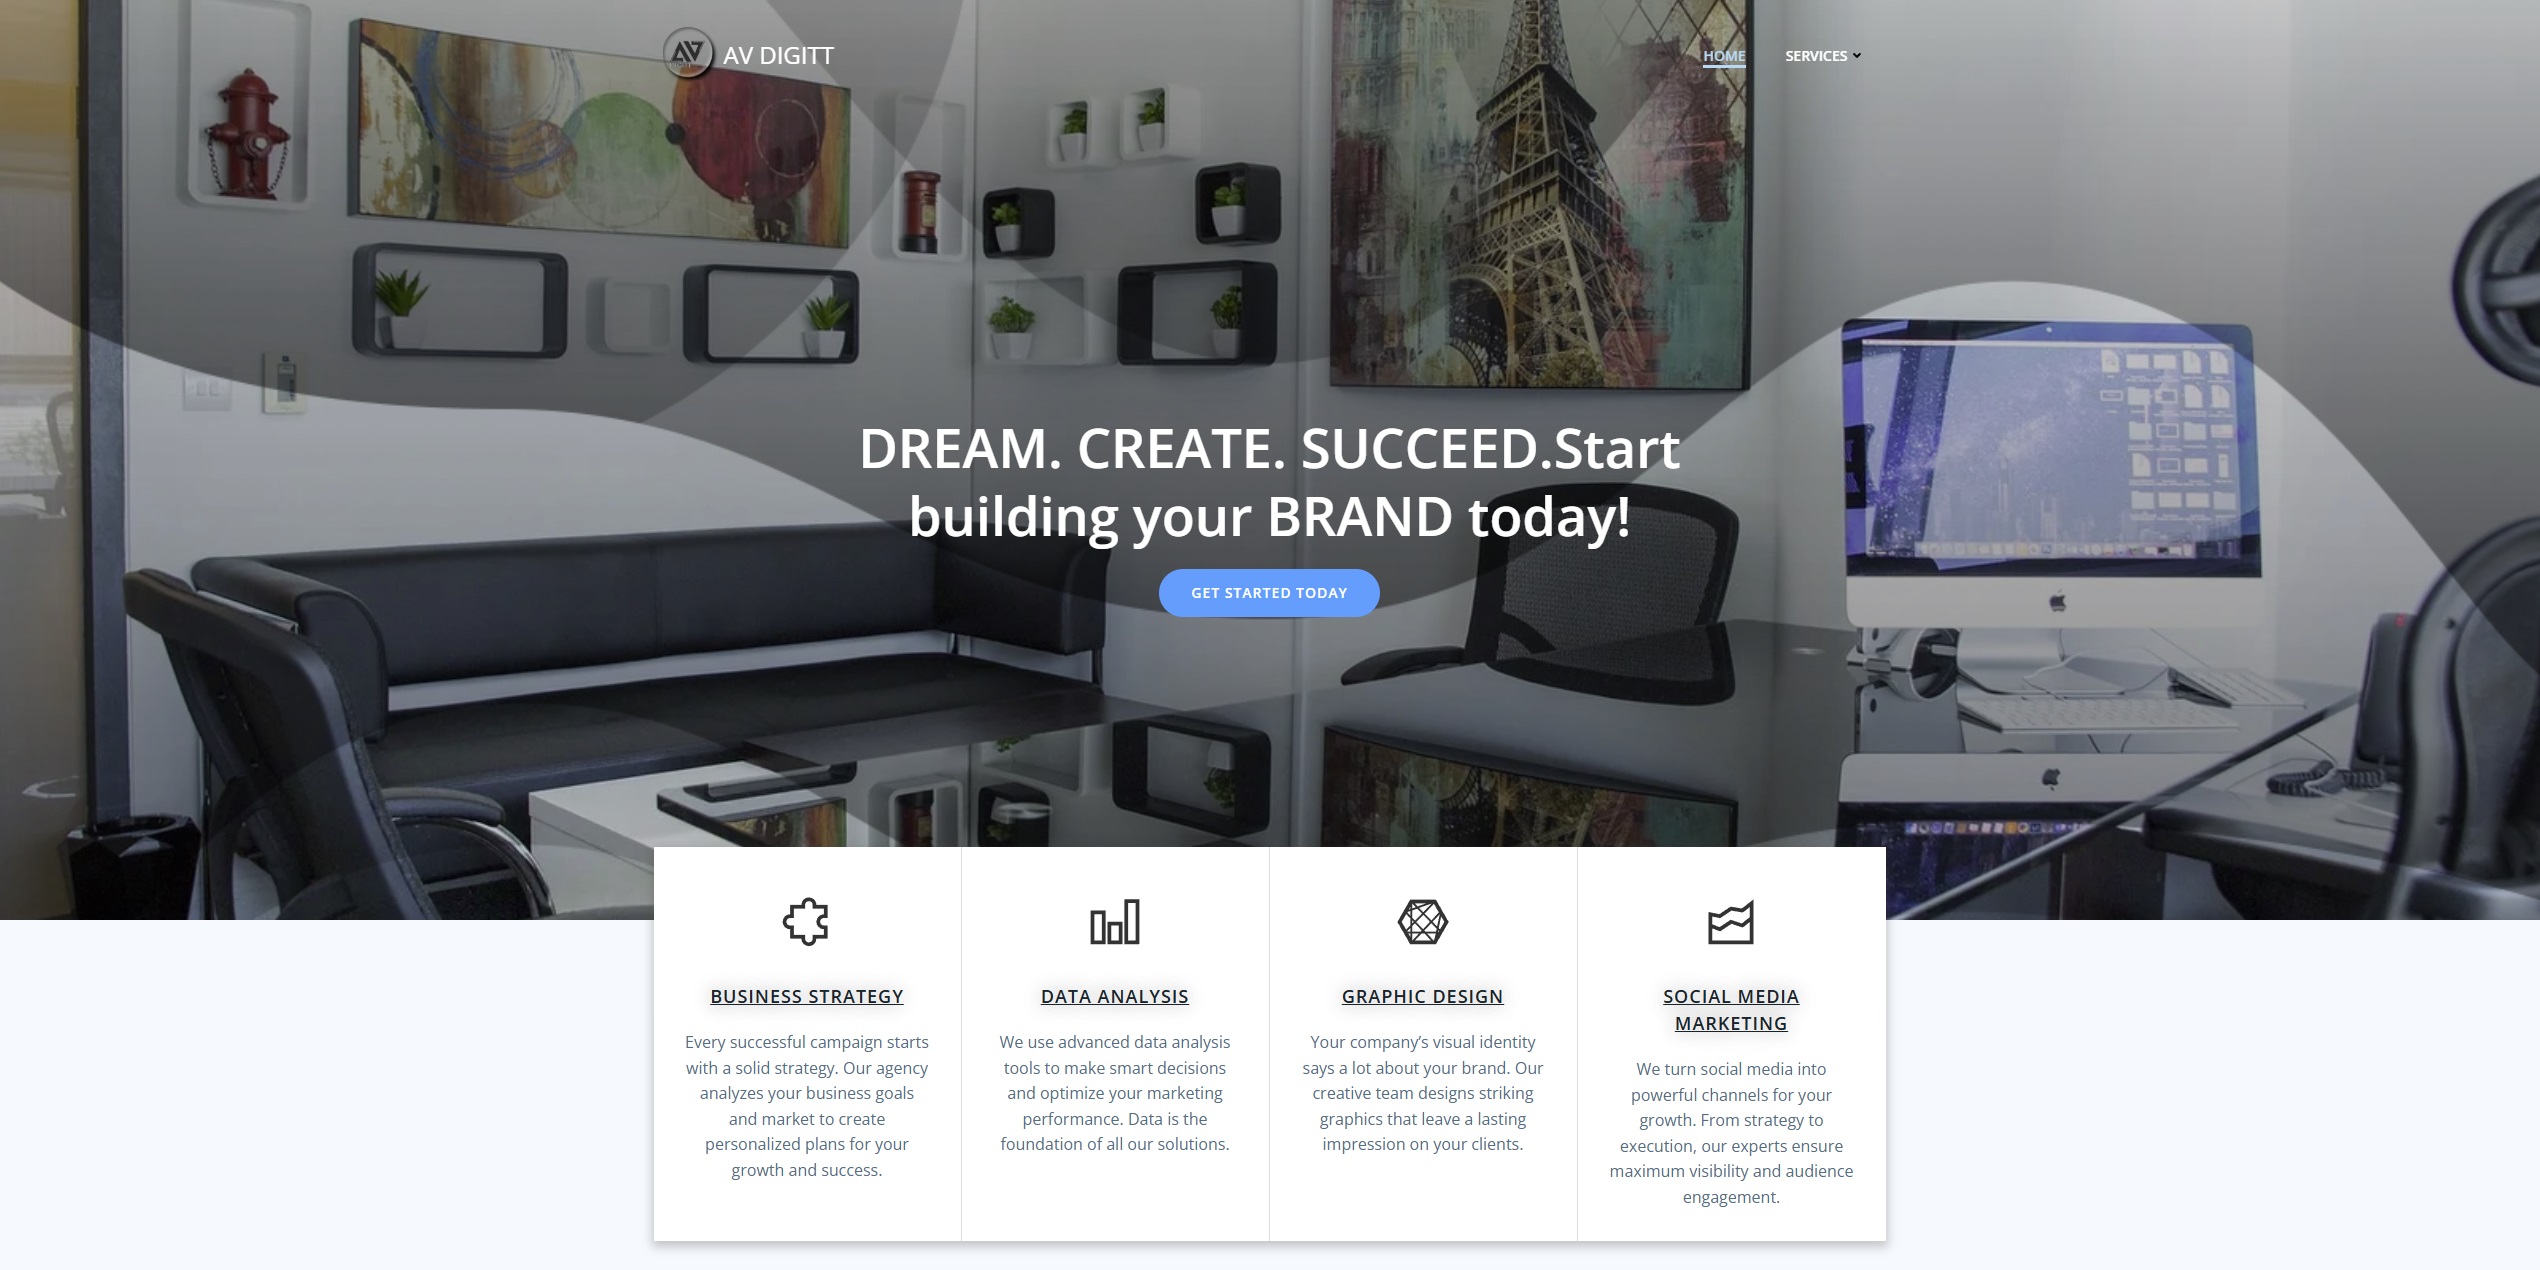 AV DIGITT
HOME
SERVICES
DREAM. CREATE. SUCCEED.Start
building your BRAND today!
GET STARTED TODAY
BUSINESS STRATEGY
Every successful campaign starts
with a solid strategy. Our agency
analyzes your business goals
and market to create
personalized plans for your
growth and success.
DATA ANALYSIS
We use advanced data analysis
tools to make smart decisions
and optimize your marketing
performance. Data is the
foundation of all our solutions.
GRAPHIC DESIGN
Your company’s visual identity
says a lot about your brand. Our
creative team designs striking
graphics that leave a lasting
impression on your clients.
SOCIAL MEDIA
MARKETING
We turn social media into
powerful channels for your
growth. From strategy to
execution, our experts ensure
maximum visibility and audience
engagement.